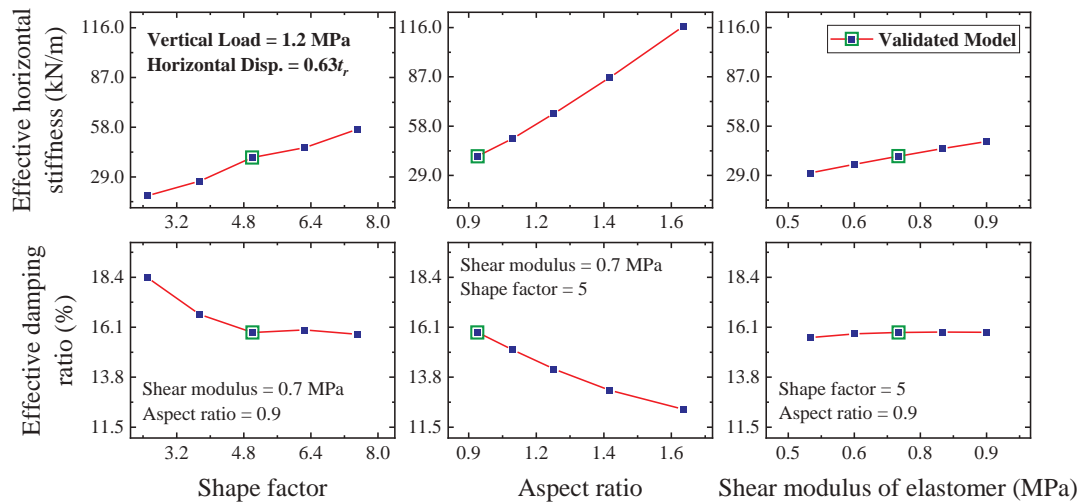 Effective horizontal
stiffness (kN/m)
116.0
87.0
58.0
29.0
Vertical Load = 1.2 MPa
Horizontal Disp. = 0.63tr
3.2 4.8 6.4 8.0
116.0
87.0
58.0
29.0
0.9 1.2 1.4 1.6
116.0
87.0
58.0
29.0
Validated Model
0.5 0.6 0.8 0.9
Effective damping
ratio (%)
18.4
16.1
13.8
11.5
Shear modulus = 0.7 MPa
Aspect ratio = 0.9
3.2 4.8 6.4 8.0
Shape factor
18.4
16.1
13.8
11.5
Shear modulus = 0.7 MPa
Shape factor = 5
0.9 1.2 1.4 1.6
Aspect ratio
18.4
16.1
13.8
11.5
Shape factor = 5
Aspect ratio = 0.9
0.5 0.6 0.8 0.9
Shear modulus of elastomer (MPa)